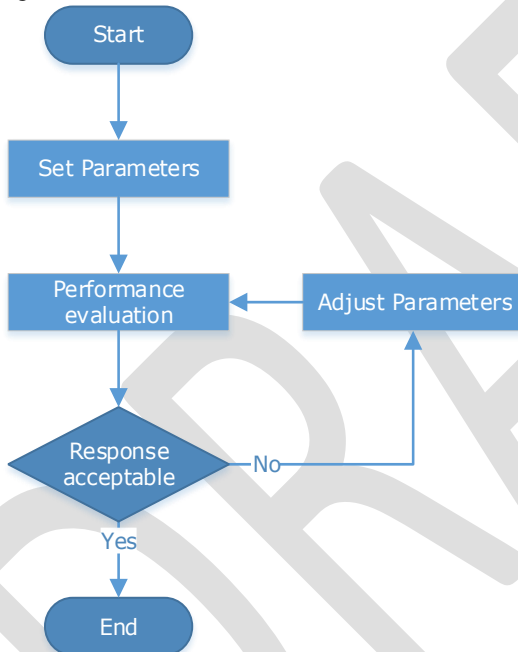 Start
Set Parameters
Performance
evaluation
Adjust Parameters
Response
acceptable
No
Yes
End